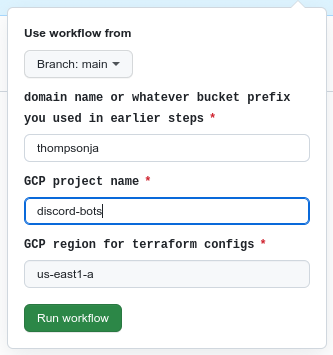 Use workflow from
Branch: main
domain name or whatever bucket prefix
you used in earlier steps *
thompsonja
GCP project name *
discord-bots
GCP region for terraform configs *
us-east1-a
Run workflow